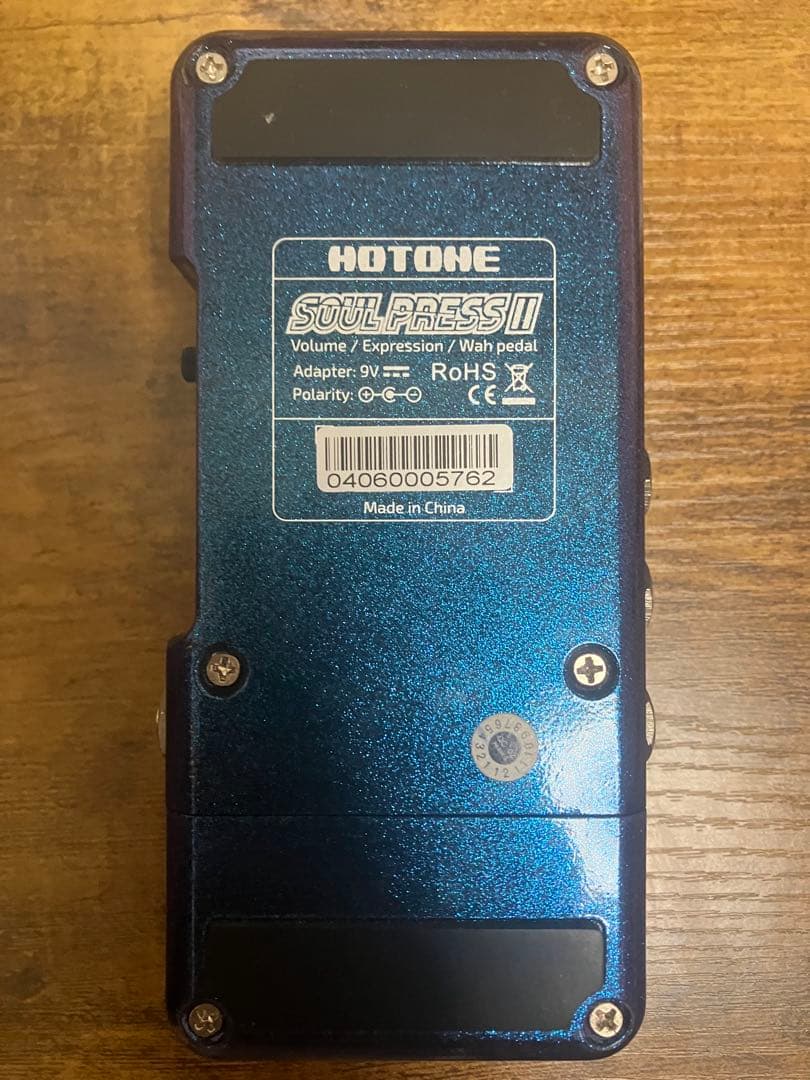 HOTONE
SOUL PRESS II
Volume / Expression / Wah pedal
Adapter: 9V
RoHS
CE
Polarity: + -
04060005762
Made in China